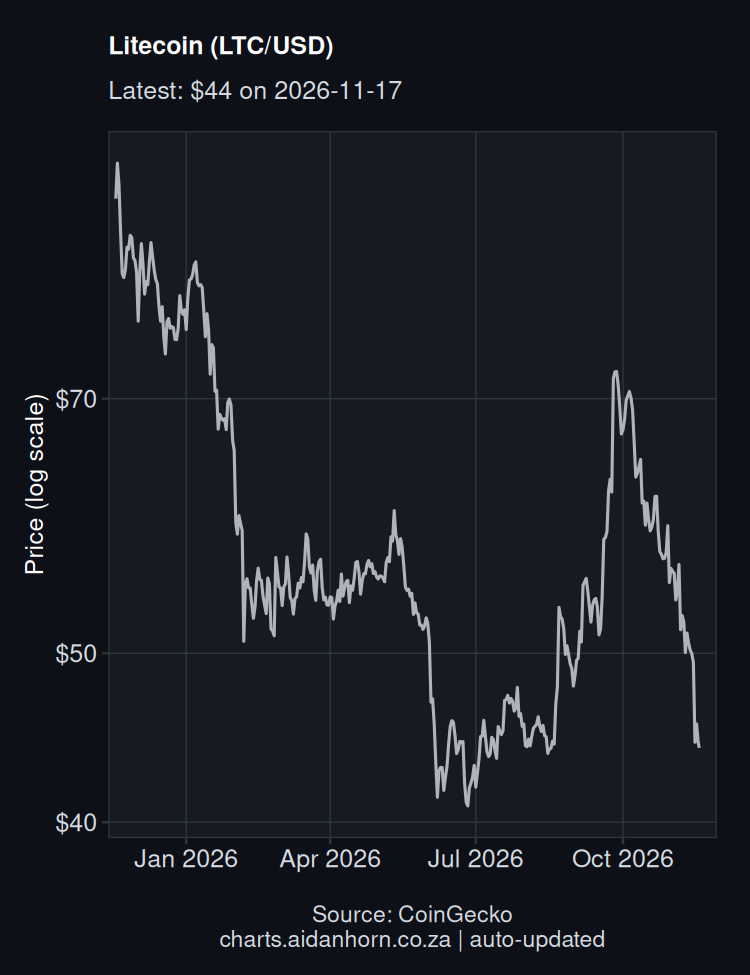 Litecoin (LTC/USD)
Latest: $44 on 2026-11-17
Price (log scale)
$70
$50
$40
Jan 2026
Apr 2026
Jul 2026
Oct 2026
Source: CoinGecko
charts.aidanhorn.co.za | auto-updated